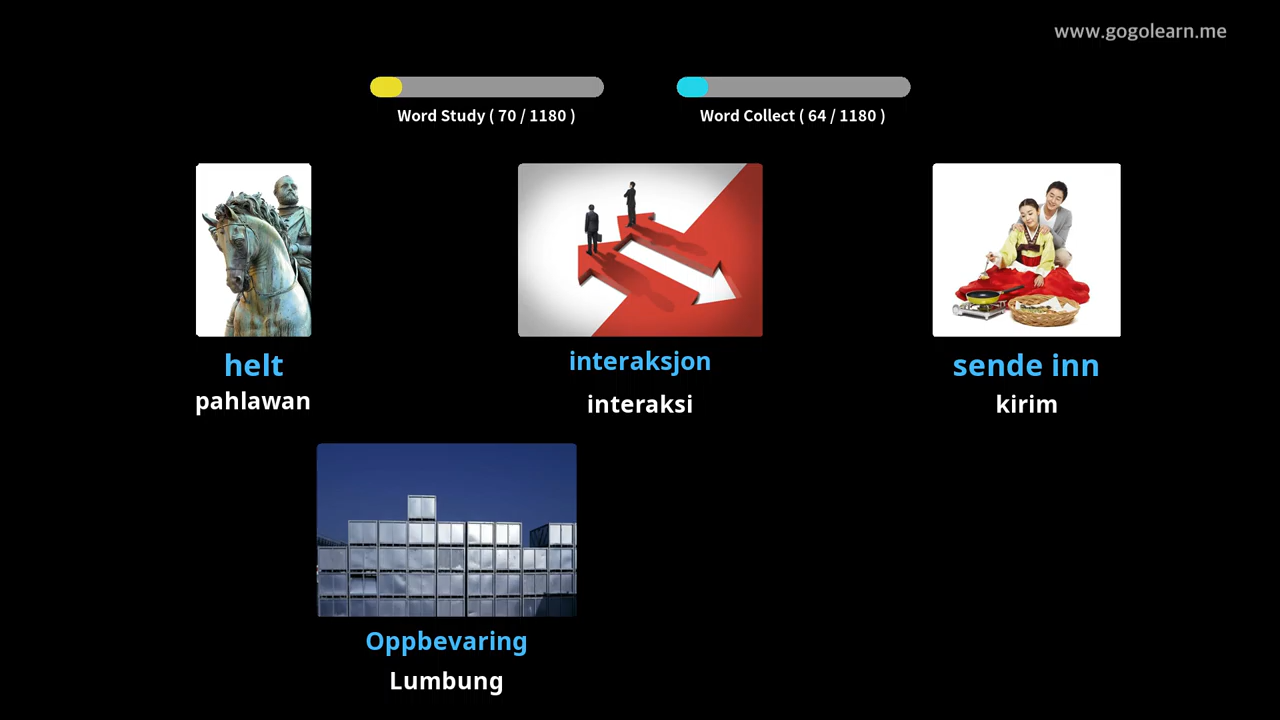 www.gogolearn.me
Word Study ( 70 / 1180 )
Word Collect ( 64 / 1180 )
helt
pahlawan
interaksjon
interaksi
sende inn
kirim
Oppbevaring
Lumbung